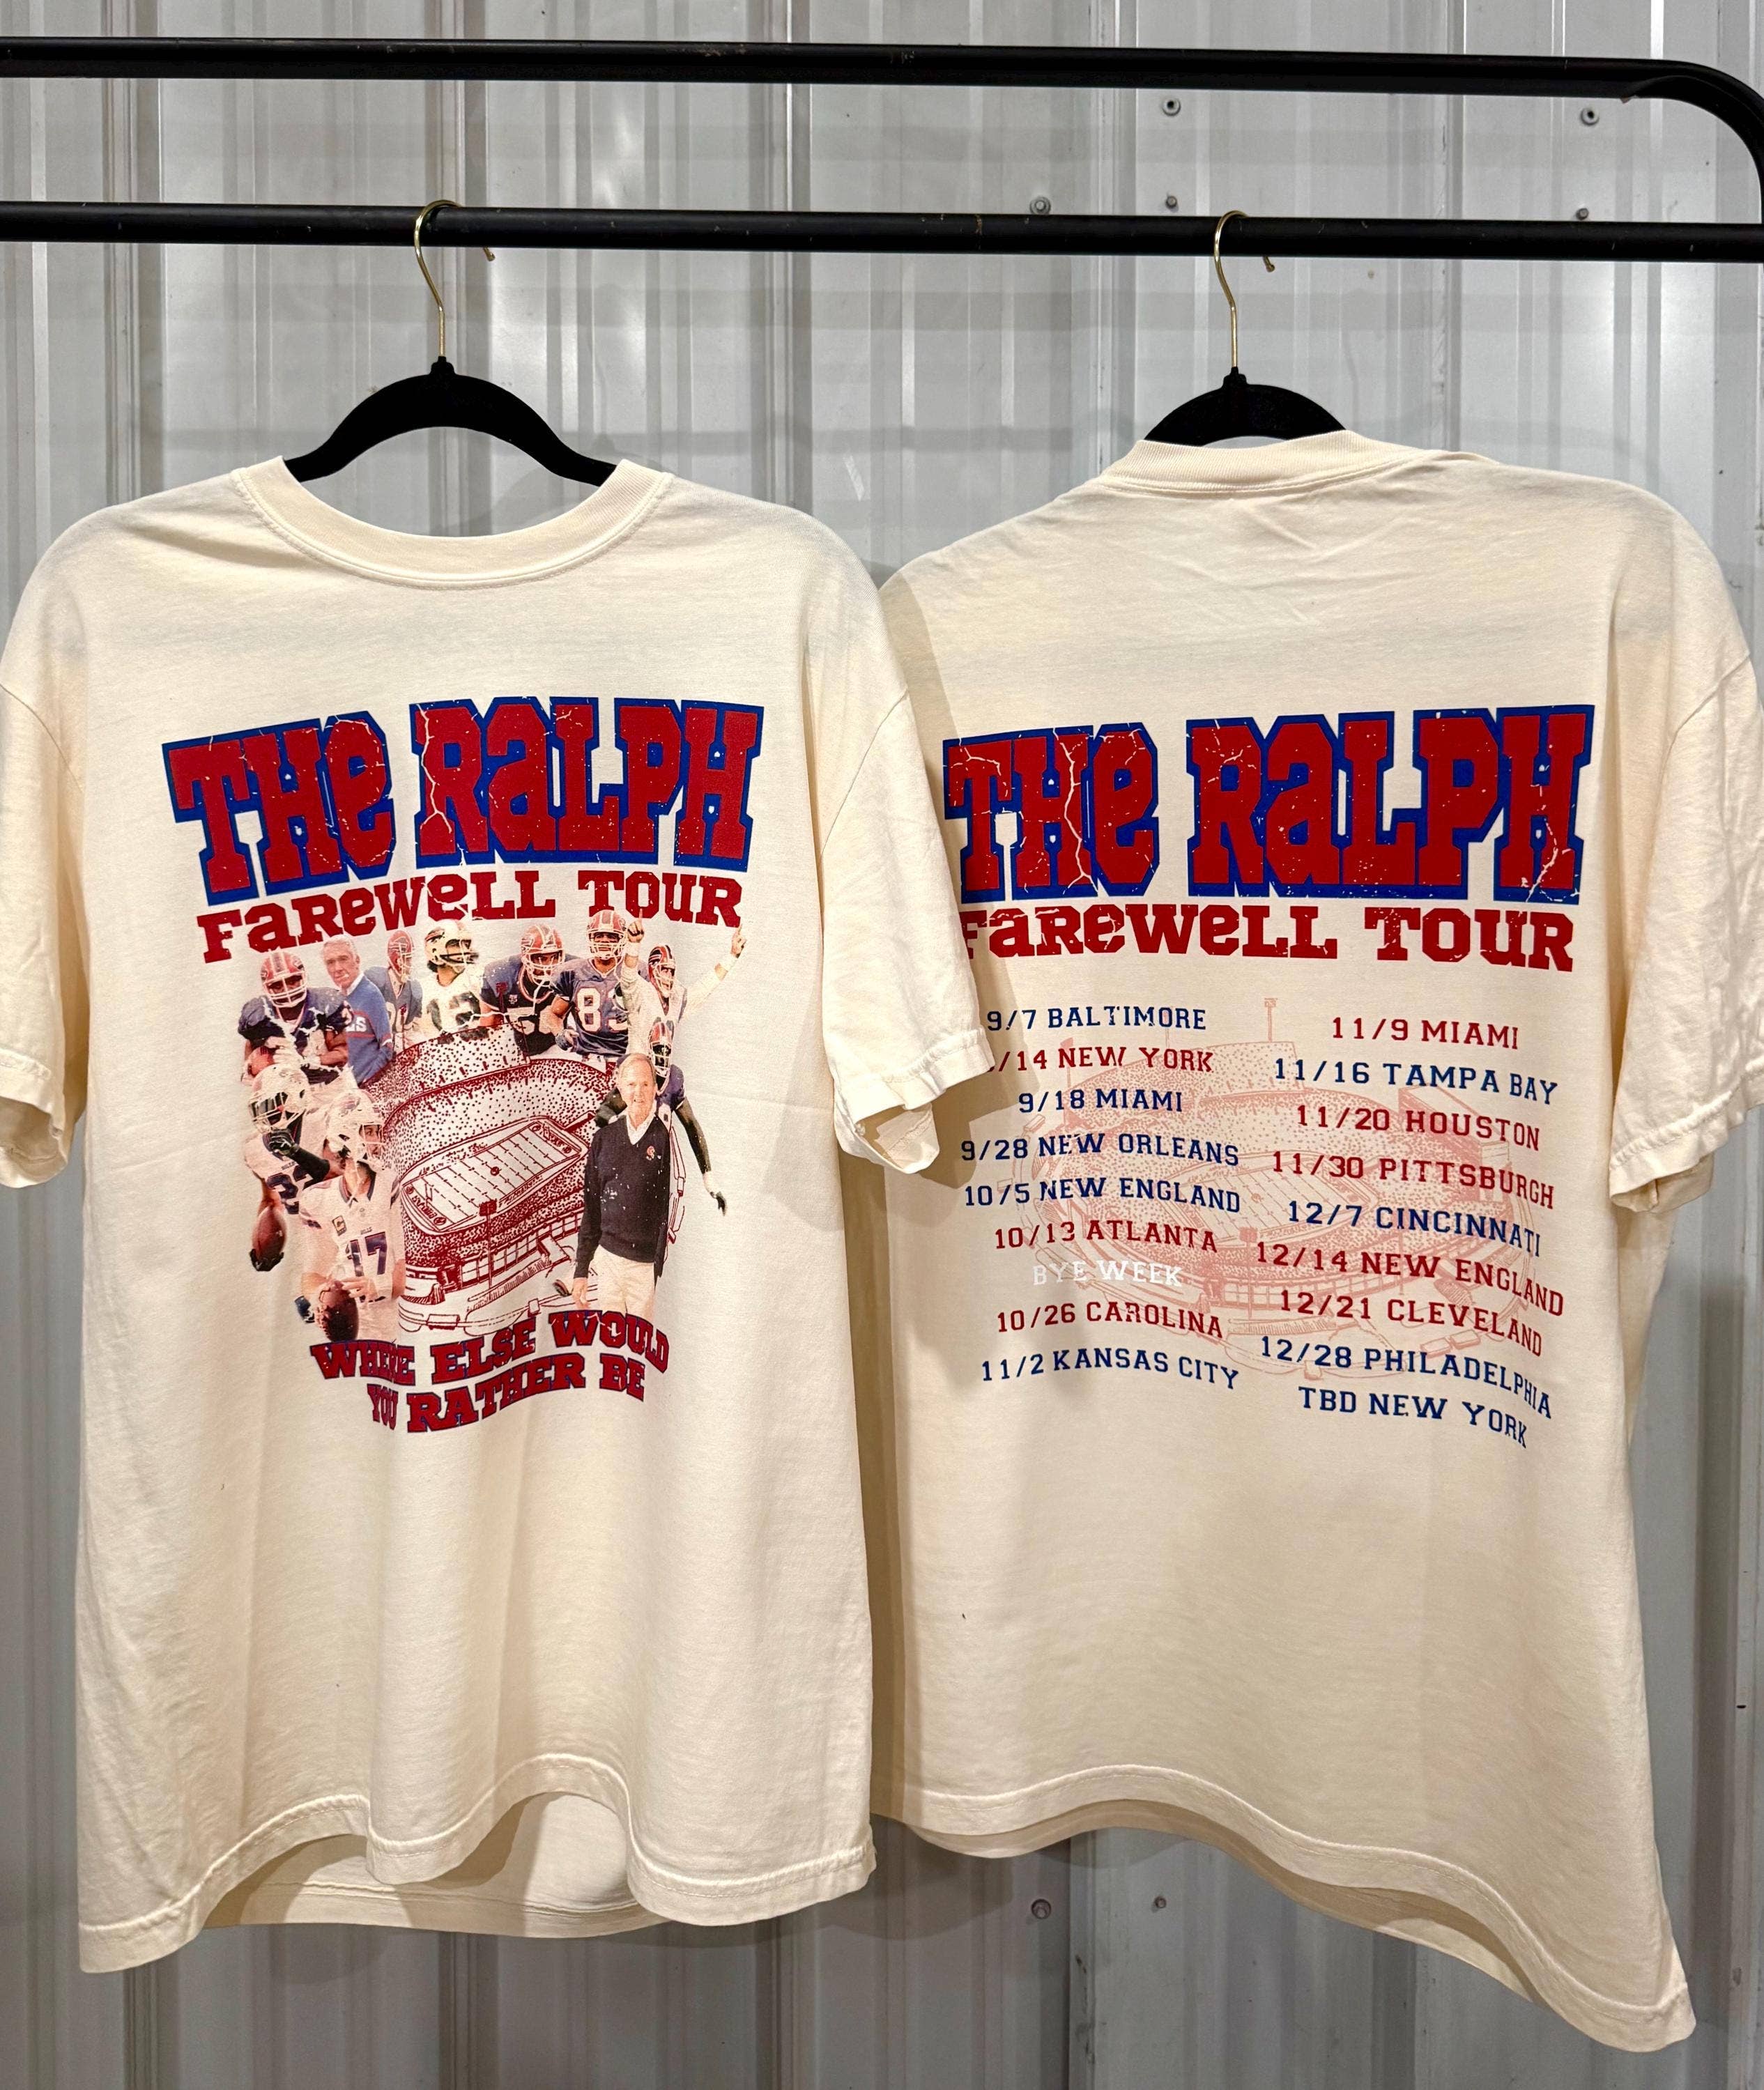 THE RALPH
FAREWELL TOUR
83
17
WHERE ELSE WOULD
YOU RATHER BE
THE RALPH
FAREWELL TOUR
9/7 BALTIMORE
/14 NEW YORK
9/18 MIAMI
9/28 NEW ORLEANS
10/5 NEW ENGLAND
10/13 ATLANTA
BYE WEEK
10/26 CAROLINA
11/2 KANSAS CITY
11/9 MIAMI
11/16 TAMPA BAY
11/20 HOUSTON
11/30 PITTSBURGH
12/7 CINCINNATI
12/14 NEW ENGLAND
12/21 CLEVELAND
12/28 PHILADELPHIA
TBD NEW YORK